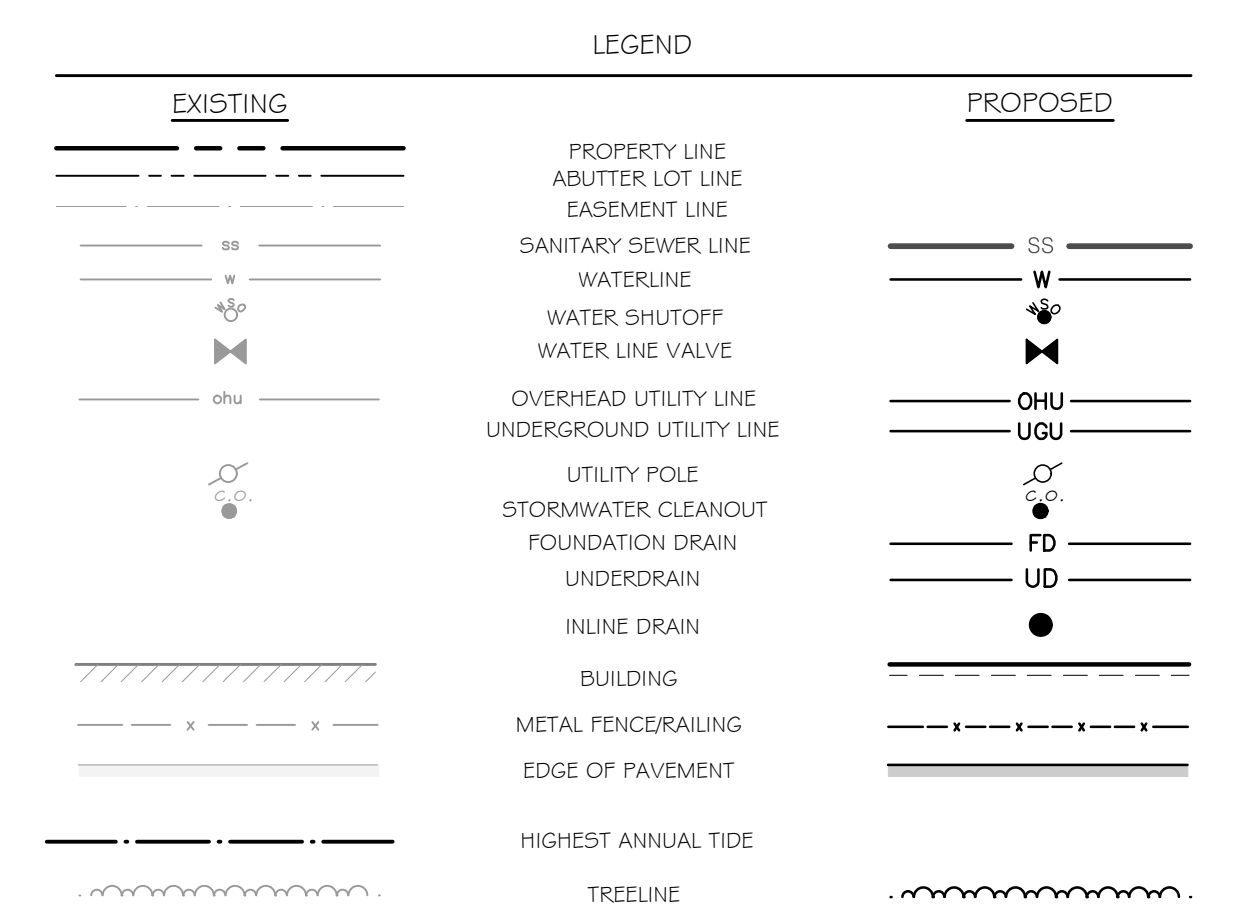 LEGEND
EXISTING PROPOSED
PROPERTY LINE
ABUTTER LOT LINE
EASEMENT LINE
ss SANITARY SEWER LINE SS
w WATERLINE W
WSO WATER SHUTOFF WSO
WATER LINE VALVE
ohu OVERHEAD UTILITY LINE OHU
UNDERGROUND UTILITY LINE UGU
UTILITY POLE
C.O. STORMWATER CLEANOUT C.O.
FOUNDATION DRAIN FD
UNDERDRAIN UD
INLINE DRAIN
BUILDING
x x METAL FENCE/RAILING x x x x
EDGE OF PAVEMENT
HIGHEST ANNUAL TIDE
TREELINE